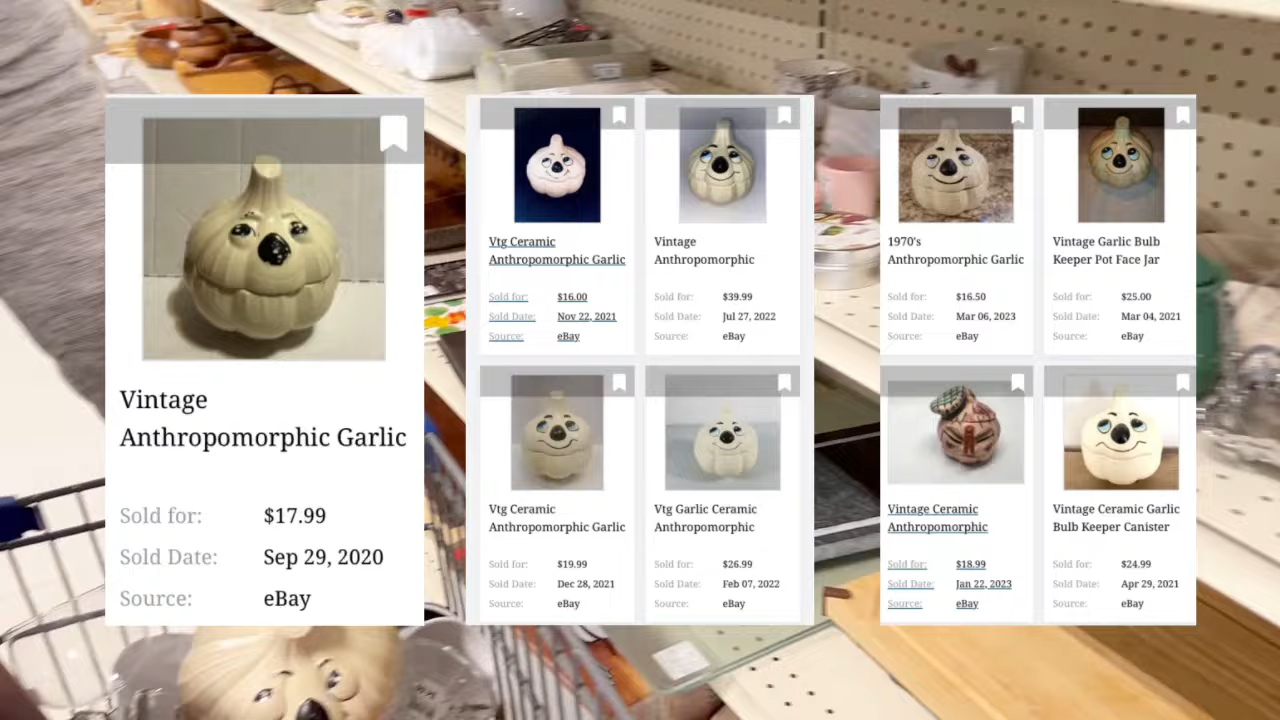 Vintage
Anthropomorphic Garlic
Sold for: $17.99
Sold Date: Sep 29, 2020
Source: eBay
Vtg Ceramic
Anthropomorphic Garlic
Sold for: $16.00
Sold Date: Nov 22, 2021
Source: eBay
Vintage
Anthropomorphic
Sold for: $39.99
Sold Date: Jul 27, 2022
Source: eBay
Vtg Ceramic
Anthropomorphic Garlic
Sold for: $19.99
Sold Date: Dec 28, 2021
Source: eBay
Vtg Garlic Ceramic
Anthropomorphic
Sold for: $26.99
Sold Date: Feb 07, 2022
Source: eBay
1970's
Anthropomorphic Garlic
Sold for: $16.50
Sold Date: Mar 06, 2023
Source: eBay
Vintage Garlic Bulb
Keeper Pot Face Jar
Sold for: $25.00
Sold Date: Mar 04, 2021
Source: eBay
Vintage Ceramic
Anthropomorphic
Sold for: $18.99
Sold Date: Jan 22, 2023
Source: eBay
Vintage Ceramic Garlic
Bulb Keeper Canister
Sold for: $24.99
Sold Date: Apr 29, 2021
Source: eBay